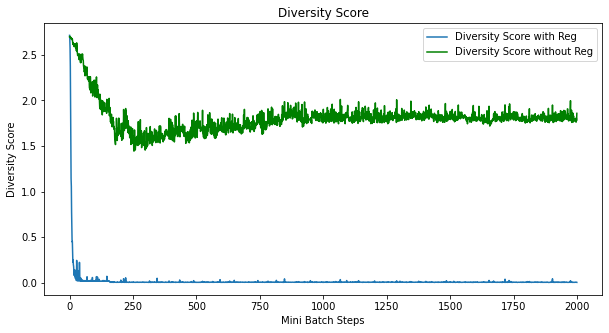 Diversity Score
Diversity Score with Reg
Diversity Score without Reg
Diversity Score
2.5
2.0
1.5
1.0
0.5
0.0
0 250 500 750 1000 1250 1500 1750 2000
Mini Batch Steps